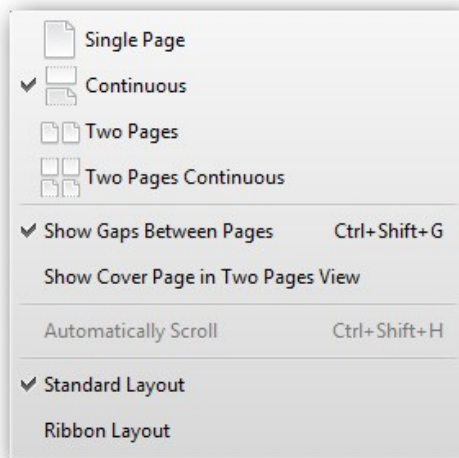 Single Page
Continuous
Two Pages
Two Pages Continuous
Show Gaps Between Pages Ctrl+Shift+G
Show Cover Page in Two Pages View
Automatically Scroll Ctrl+Shift+H
Standard Layout
Ribbon Layout